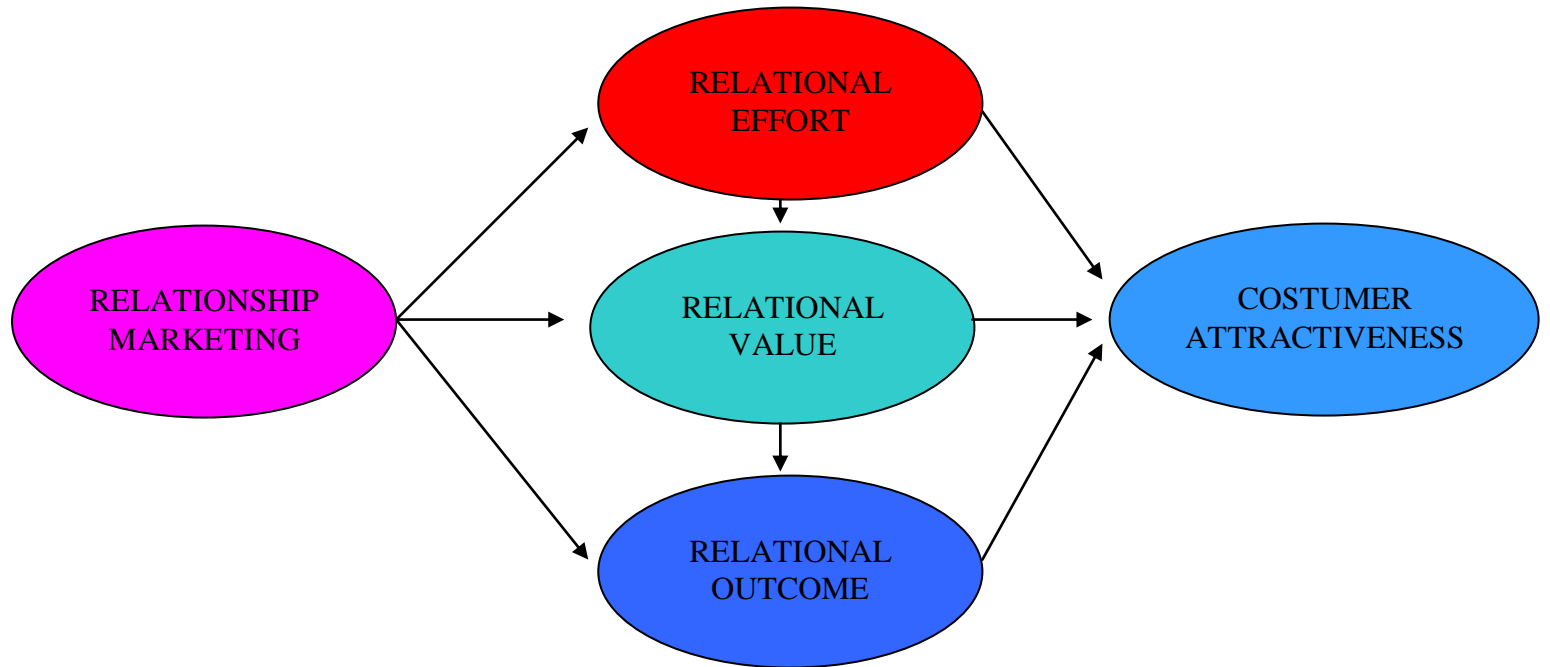 RELATIONAL
EFFORT
RELATIONSHIP
MARKETING
RELATIONAL
VALUE
COSTUMER
ATTRACTIVENESS
RELATIONAL
OUTCOME